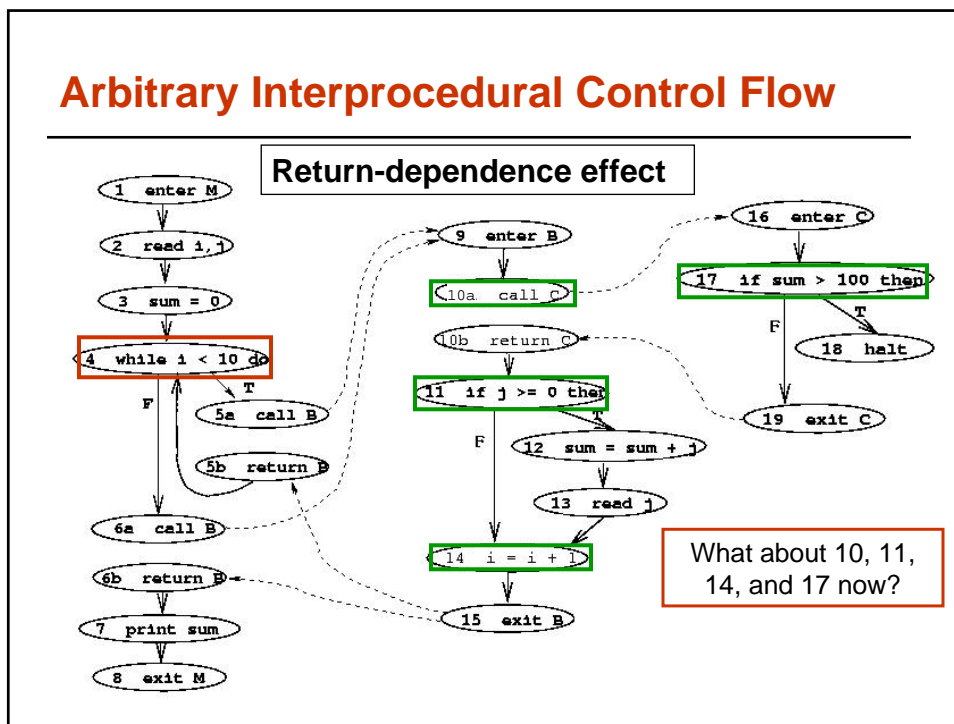 Arbitrary Interprocedural Control Flow
Return-dependence effect
1 enter M
2 read i,j
3 sum = 0
4 while i < 10 do
T
F
5a call B
5b return B
6a call B
6b return B
7 print sum
8 exit M
9 enter B
10a call C
10b return C
11 if j >= 0 then
T
F
12 sum = sum + j
13 read j
14 i = i + 1
15 exit B
16 enter C
17 if sum > 100 then
T
F
18 halt
19 exit C
What about 10, 11,
14, and 17 now?